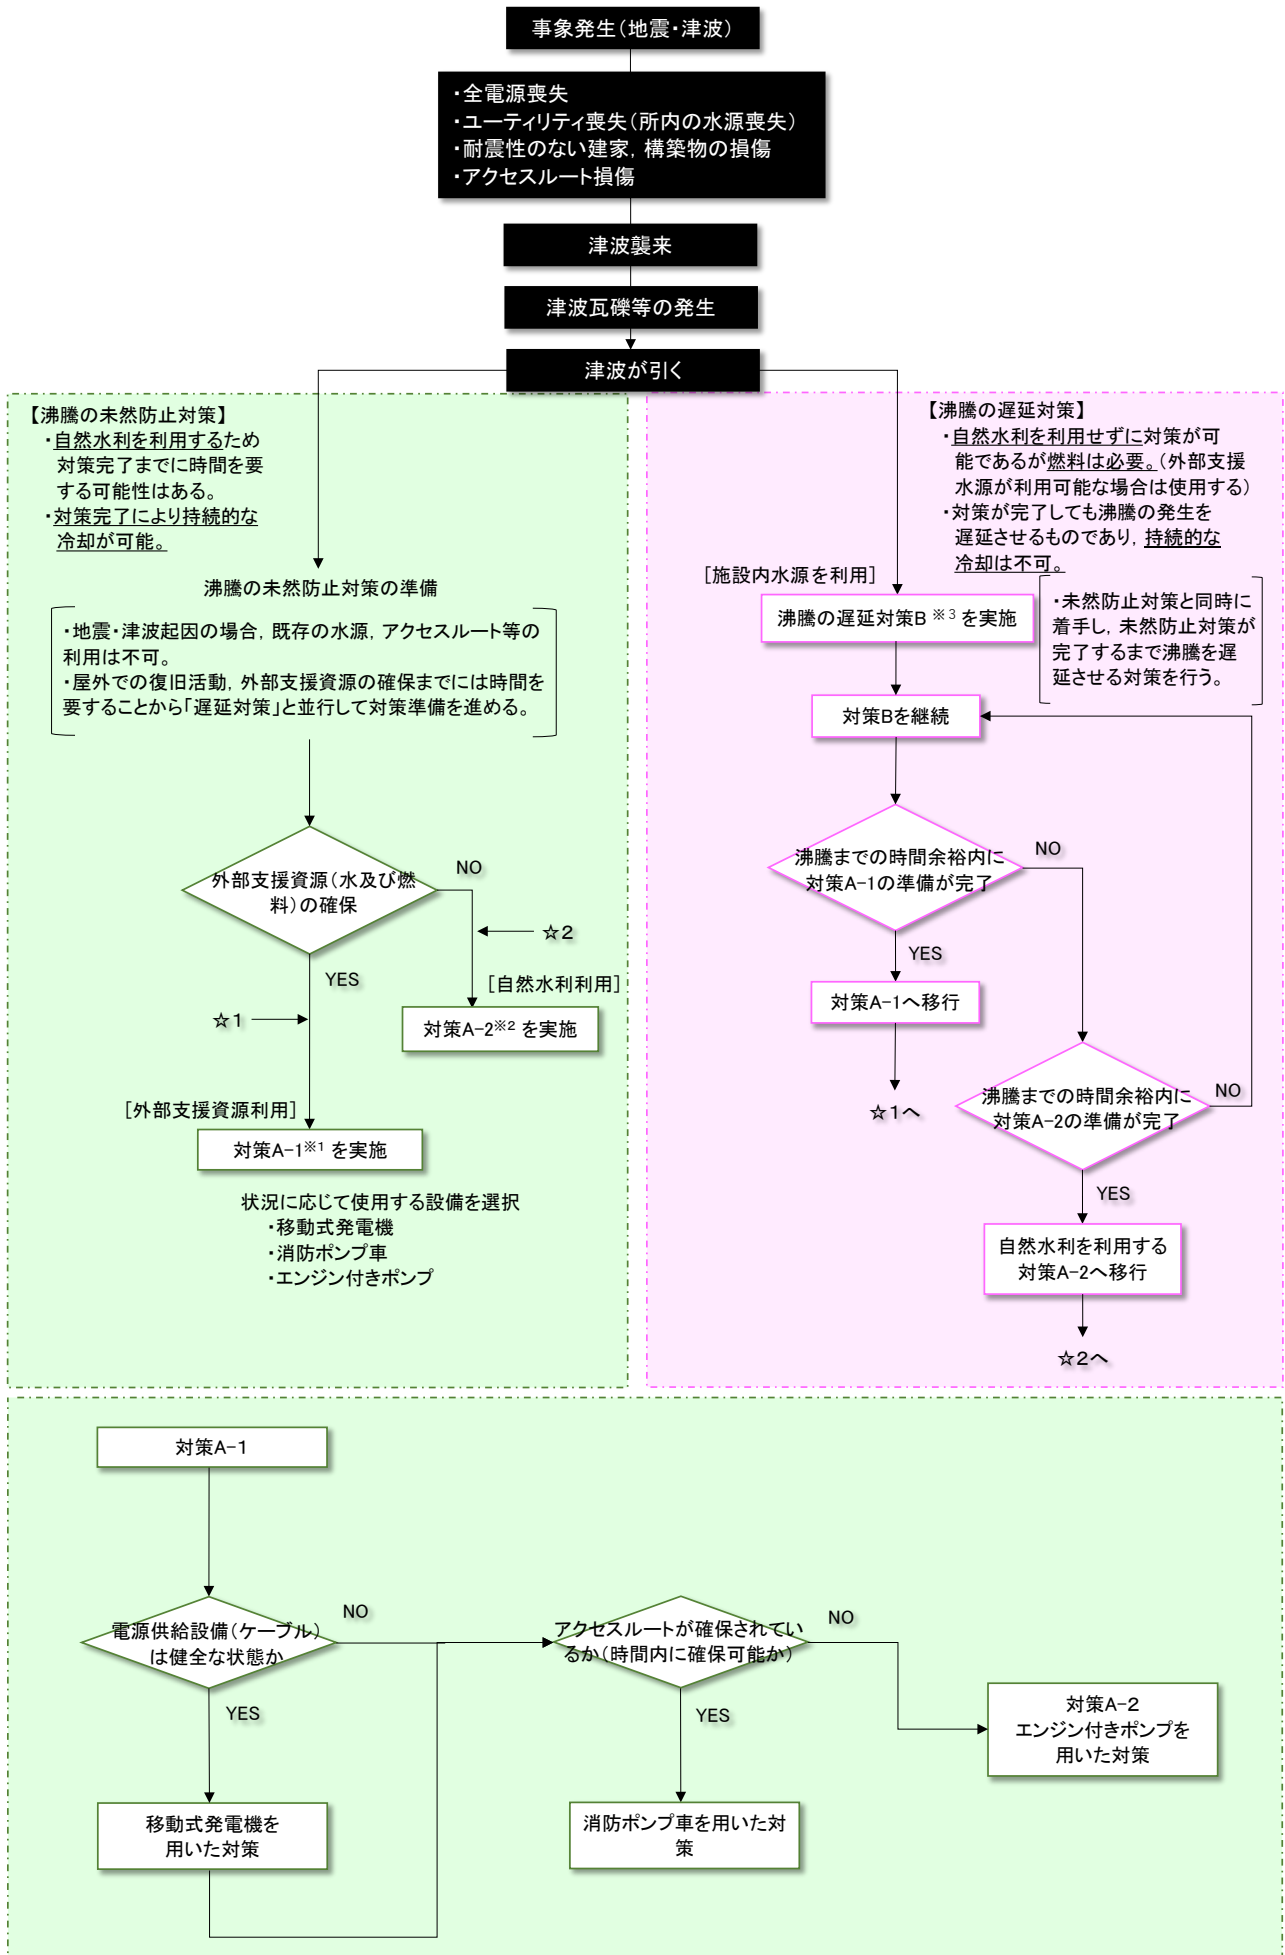 事象発生(地震・津波)
・全電源喪失
・ユーティリティ喪失(所内の水源喪失)
・耐震性のない建家, 構築物の損傷
・アクセスルート損傷
津波襲来
津波瓦礫等の発生
津波が引く
【沸騰の未然防止対策】
・自然水利を利用するため
対策完了までに時間を要
する可能性はある。
・対策完了により持続的な
冷却が可能。
沸騰の未然防止対策の準備
・地震・津波起因の場合, 既存の水源, アクセスルート等の
利用は不可。
・屋外での復旧活動, 外部支援資源の確保までには時間を
要することから「遅延対策」と並行して対策準備を進める。
外部支援資源(水及び燃
料)の確保
NO
☆2
YES
[自然水利利用]
☆1
対策A-2※2 を実施
[外部支援資源利用]
対策A-1※1 を実施
状況に応じて使用する設備を選択
・移動式発電機
・消防ポンプ車
・エンジン付きポンプ
【沸騰の遅延対策】
・自然水利を利用せずに対策が可
能であるが燃料は必要。(外部支援
水源が利用可能な場合は使用する)
・対策が完了しても沸騰の発生を
遅延させるものであり, 持続的な
冷却は不可。
[施設内水源を利用]
沸騰の遅延対策B ※3 を実施
・未然防止対策と同時に
着手し, 未然防止対策が
完了するまで沸騰を遅
延させる対策を行う。
対策Bを継続
沸騰までの時間余裕内に
対策A-1の準備が完了
NO
YES
対策A-1へ移行
☆1へ
沸騰までの時間余裕内に
対策A-2の準備が完了
NO
YES
自然水利を利用する
対策A-2へ移行
☆2へ
対策A-1
電源供給設備(ケーブル)
は健全な状態か
NO
YES
移動式発電機を
用いた対策
アクセスルートが確保されてい
るか(時間内に確保可能か)
NO
YES
消防ポンプ車を用いた対
策
対策A-2
エンジン付きポンプを
用いた対策